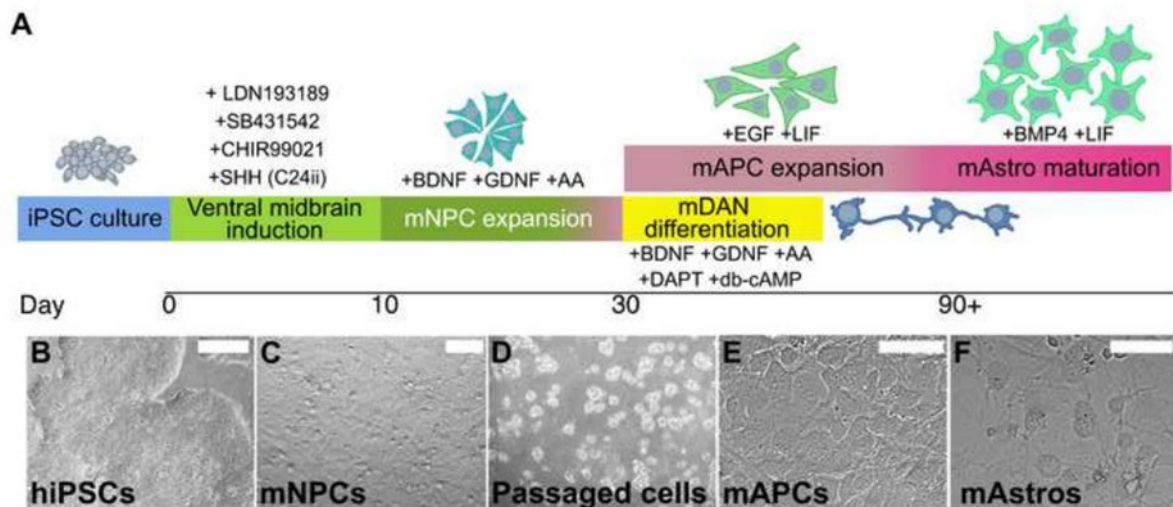 A
+ LDN193189
+SB431542
+CHIR99021
+SHH (C24ii)
+BDNF +GDNF +AA
+EGF +LIF
+BMP4 +LIF
mAPC expansion
mAstro maturation
iPSC culture
Ventral midbrain
induction
mNPC expansion
mDAN
differentiation
+BDNF +GDNF +AA
+DAPT +db-cAMP
Day 0 10 30 90+
B
hiPSCs
C
mNPCs
D
Passaged cells
E
mAPCs
F
mAstros